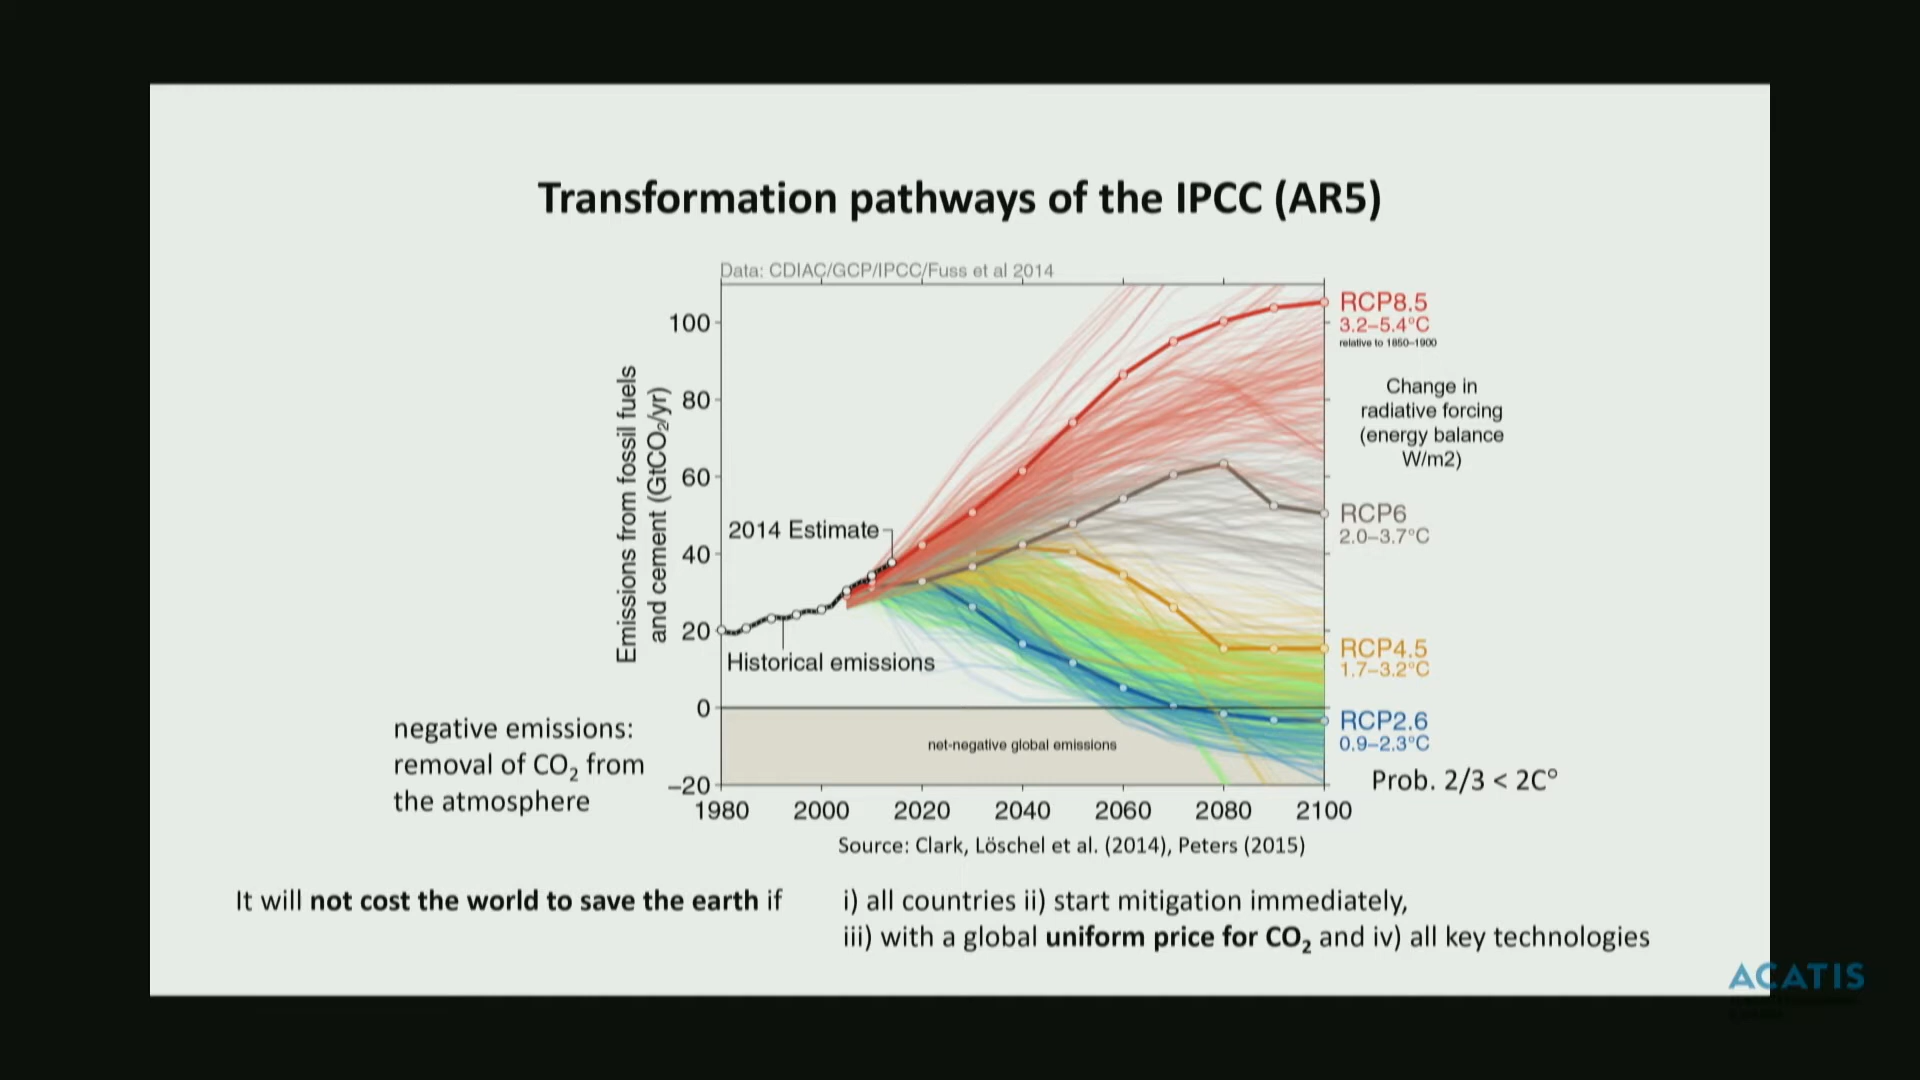 Transformation pathways of the IPCC (AR5)
Data: CDIAC/GCP/IPCC/Fuss et al 2014
Emissions from fossil fuels
and cement (GtCO₂/yr)
100
80
60
40
20
0
−20
1980 2000 2020 2040 2060 2080 2100
2014 Estimate
Historical emissions
net-negative global emissions
RCP8.5
3.2–5.4°C
relative to 1850–1900
Change in
radiative forcing
(energy balance
W/m2)
RCP6
2.0–3.7°C
RCP4.5
1.7–3.2°C
RCP2.6
0.9–2.3°C
Prob. 2/3 < 2C°
negative emissions:
removal of CO₂ from
the atmosphere
Source: Clark, Löschel et al. (2014), Peters (2015)
It will not cost the world to save the earth if
i) all countries ii) start mitigation immediately,
iii) with a global uniform price for CO₂ and iv) all key technologies
ACATIS